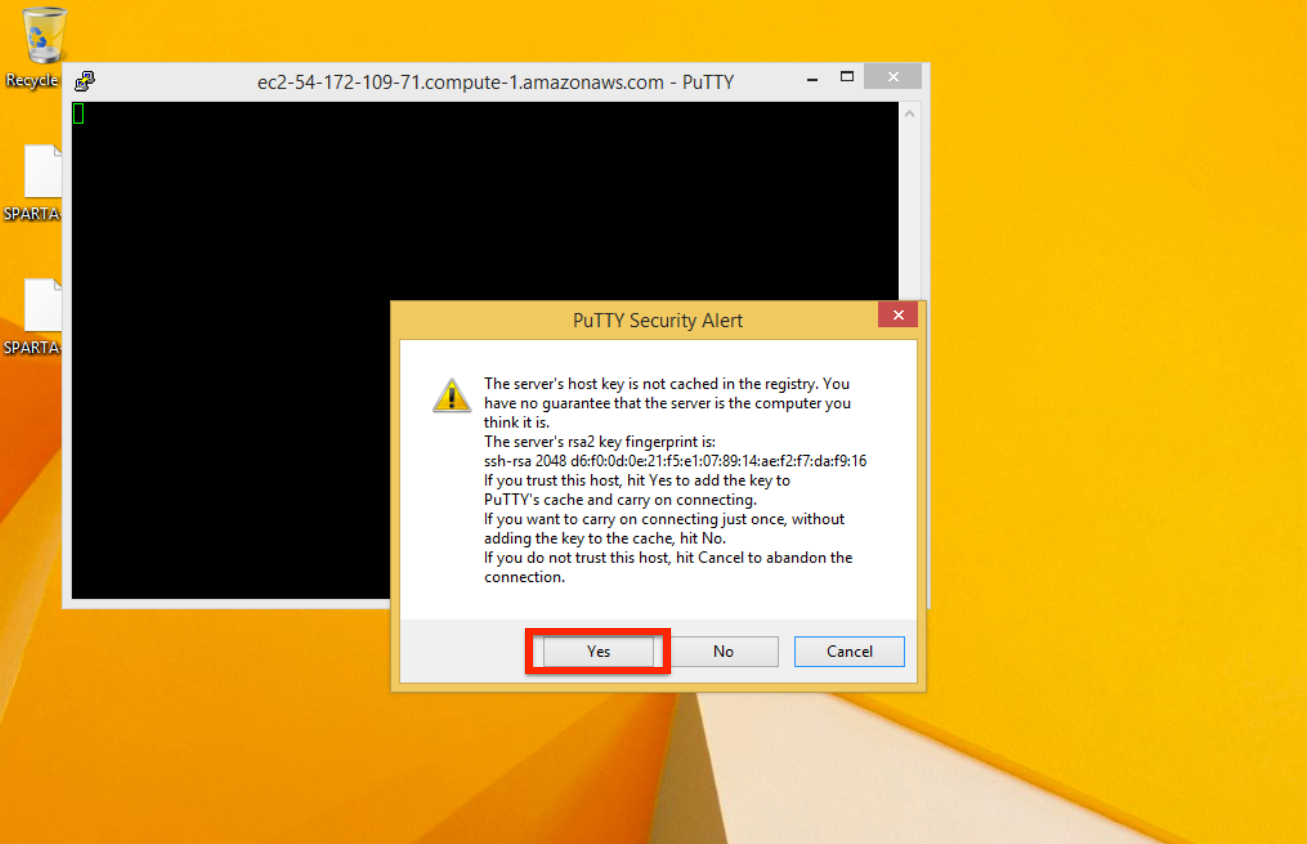 Recycle
ec2-54-172-109-71.compute-1.amazonaws.com - PuTTY
SPARTA-
SPARTA-
PuTTY Security Alert
The server's host key is not cached in the registry. You
have no guarantee that the server is the computer you
think it is.
The server's rsa2 key fingerprint is:
ssh-rsa 2048 d6:f0:0d:0e:21:f5:e1:07:89:14:ae:f2:f7:da:f9:16
If you trust this host, hit Yes to add the key to
PuTTY's cache and carry on connecting.
If you want to carry on connecting just once, without
adding the key to the cache, hit No.
If you do not trust this host, hit Cancel to abandon the
connection.
Yes No Cancel